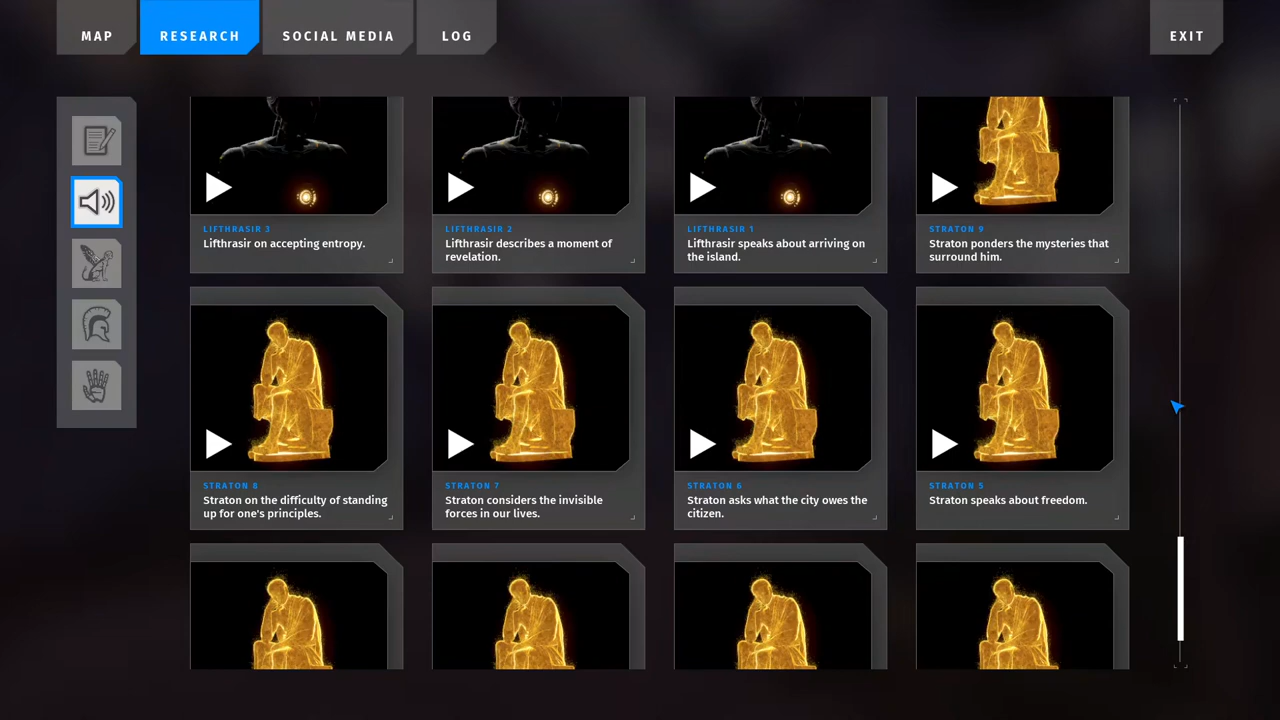 MAP
RESEARCH
SOCIAL MEDIA
LOG
EXIT
LIFTHRASIR 3
Lifthrasir on accepting entropy.
LIFTHRASIR 2
Lifthrasir describes a moment of
revelation.
LIFTHRASIR 1
Lifthrasir speaks about arriving on
the island.
STRATON 9
Straton ponders the mysteries that
surround him.
STRATON 8
Straton on the difficulty of standing
up for one's principles.
STRATON 7
Straton considers the invisible
forces in our lives.
STRATON 6
Straton asks what the city owes the
citizen.
STRATON 5
Straton speaks about freedom.